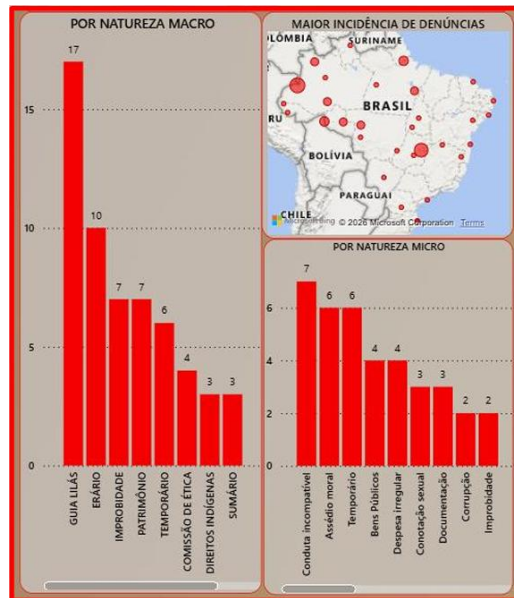 POR NATUREZA MACRO
17
15
10
10
7
7
6
5
4
3
3
0
GUIA LILÁS
ERÁRIO
IMPROBIDADE
PATRIMÔNIO
TEMPORÁRIO
COMISSÃO DE ÉTICA
DIREITOS INDÍGENAS
SUMÁRIO
MAIOR INCIDÊNCIA DE DENÚNCIAS
LÔMBIA
SURINAME
BRASIL
RU
BOLÍVIA
PARAGUAI
CHILE
© 2026 Microsoft Corporation Terms
POR NATUREZA MICRO
7
6
6
6
4
4
4
3
3
2
2
2
0
Conduta incompatível
Assédio moral
Temporário
Bens Públicos
Despesa irregular
Conotação sexual
Documentação
Corrupção
Improbidade